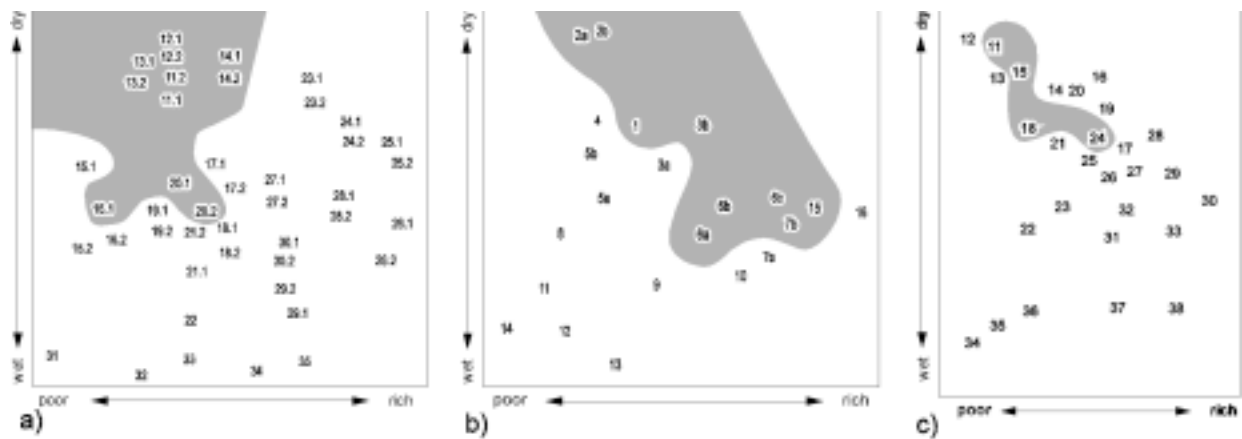 dry
12.1
13.1 12.2 14.1
13.2 11.2 14.2 23.1
11.1 23.2
24.1
24.2 25.1
15.1 17.1 25.2
20.1 17.2 27.1
27.2 28.1
19.1 20.2 28.2
15.2 16.2 19.2 21.2 18.1 26.1
18.2 30.1
30.2 26.2
21.1
29.2
22 29.1
31 33 35
32 34
wet
poor rich
a)
dry
2a
4 1 3b
5b 3a
5a 6b 6c 15
8 6a 7b 16
7a
11 9 10
14 12
13
wet
poor rich
b)
dry
12 11
13 15 16
14 20
19
18 24 28
21 17
25 27
26 29
23 32 30
22 31 33
36 37 38
35
34
wet
poor rich
c)